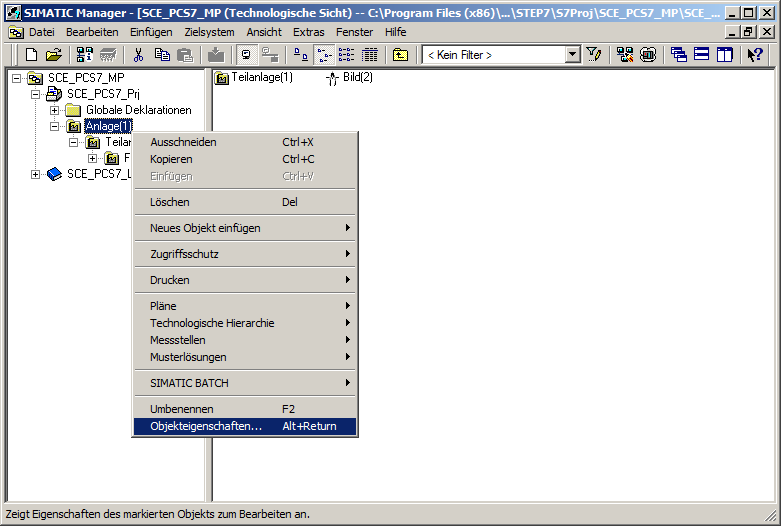 SIMATIC Manager - [SCE_PCS7_MP (Technologische Sicht) -- C:\Program Files (x86)\...\STEP7\S7Proj\SCE_PCS7_MP\SCE_...
Datei Bearbeiten Einfügen Zielsystem Ansicht Extras Fenster Hilfe
< Kein Filter >
SCE_PCS7_MP
SCE_PCS7_Prj
Globale Deklarationen
Anlage(1)
Teilan
F
SCE_PCS7_L
Teilanlage(1) Bild(2)
Ausschneiden Ctrl+X
Kopieren Ctrl+C
Einfügen Ctrl+V
Löschen Del
Neues Objekt einfügen
Zugriffsschutz
Drucken
Pläne
Technologische Hierarchie
Messstellen
Musterlösungen
SIMATIC BATCH
Umbenennen F2
Objekteigenschaften... Alt+Return
Zeigt Eigenschaften des markierten Objekts zum Bearbeiten an.